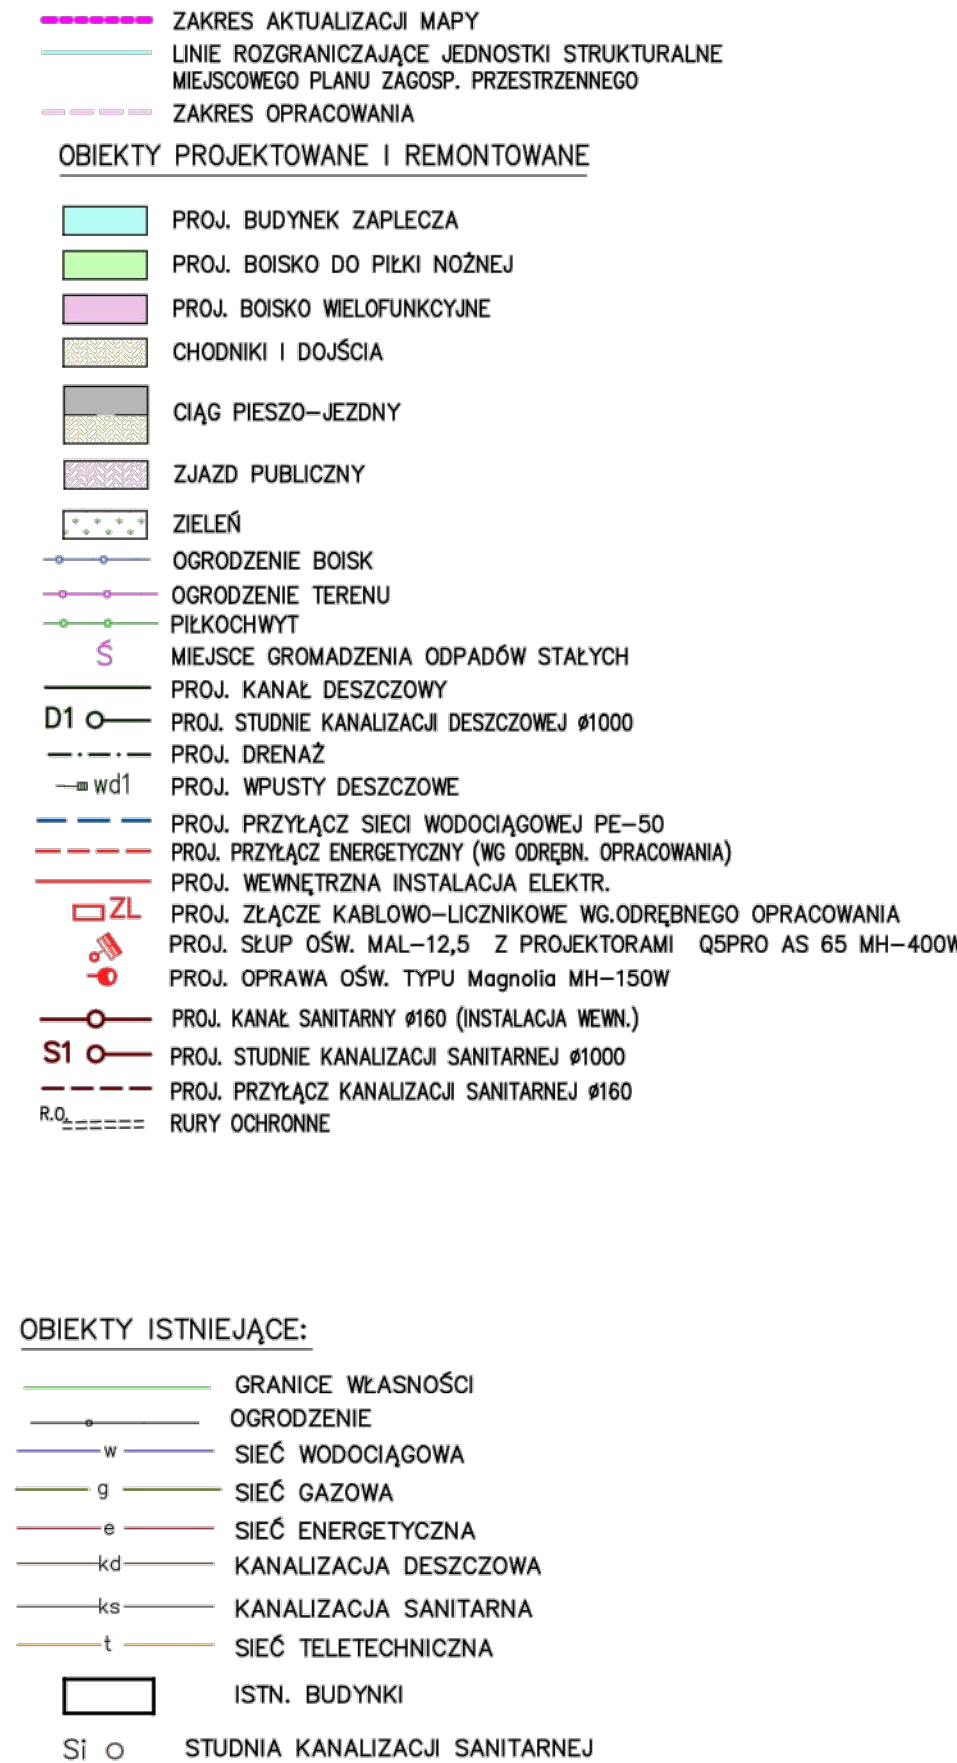 ZAKRES AKTUALIZACJI MAPY
LINIE ROZGRANICZAJĄCE JEDNOSTKI STRUKTURALNE
MIEJSCOWEGO PLANU ZAGOSP. PRZESTRZENNEGO
ZAKRES OPRACOWANIA
OBIEKTY PROJEKTOWANE I REMONTOWANE
PROJ. BUDYNEK ZAPLECZA
PROJ. BOISKO DO PIŁKI NOŻNEJ
PROJ. BOISKO WIELOFUNKCYJNE
CHODNIKI I DOJŚCIA
CIĄG PIESZO-JEZDNY
ZJAZD PUBLICZNY
ZIELEŃ
OGRODZENIE BOISK
OGRODZENIE TERENU
PIŁKOCHWYT
Ś MIEJSCE GROMADZENIA ODPADÓW STAŁYCH
PROJ. KANAŁ DESZCZOWY
D1 PROJ. STUDNIE KANALIZACJI DESZCZOWEJ ø1000
PROJ. DRENAŻ
wd1 PROJ. WPUSTY DESZCZOWE
PROJ. PRZYŁĄCZ SIECI WODOCIĄGOWEJ PE-50
PROJ. PRZYŁĄCZ ENERGETYCZNY (WG ODRĘBN. OPRACOWANIA)
PROJ. WEWNĘTRZNA INSTALACJA ELEKTR.
ZL PROJ. ZŁĄCZE KABLOWO-LICZNIKOWE WG.ODRĘBNEGO OPRACOWANIA
PROJ. SŁUP OŚW. MAL-12,5 Z PROJEKTORAMI Q5PRO AS 65 MH-400W
PROJ. OPRAWA OŚW. TYPU Magnolia MH-150W
PROJ. KANAŁ SANITARNY ø160 (INSTALACJA WEWN.)
S1 PROJ. STUDNIE KANALIZACJI SANITARNEJ ø1000
PROJ. PRZYŁĄCZ KANALIZACJI SANITARNEJ ø160
R.O. RURY OCHRONNE
OBIEKTY ISTNIEJĄCE:
GRANICE WŁASNOŚCI
OGRODZENIE
w SIEĆ WODOCIĄGOWA
g SIEĆ GAZOWA
e SIEĆ ENERGETYCZNA
kd KANALIZACJA DESZCZOWA
ks KANALIZACJA SANITARNA
t SIEĆ TELETECHNICZNA
ISTN. BUDYNKI
Si STUDNIA KANALIZACJI SANITARNEJ